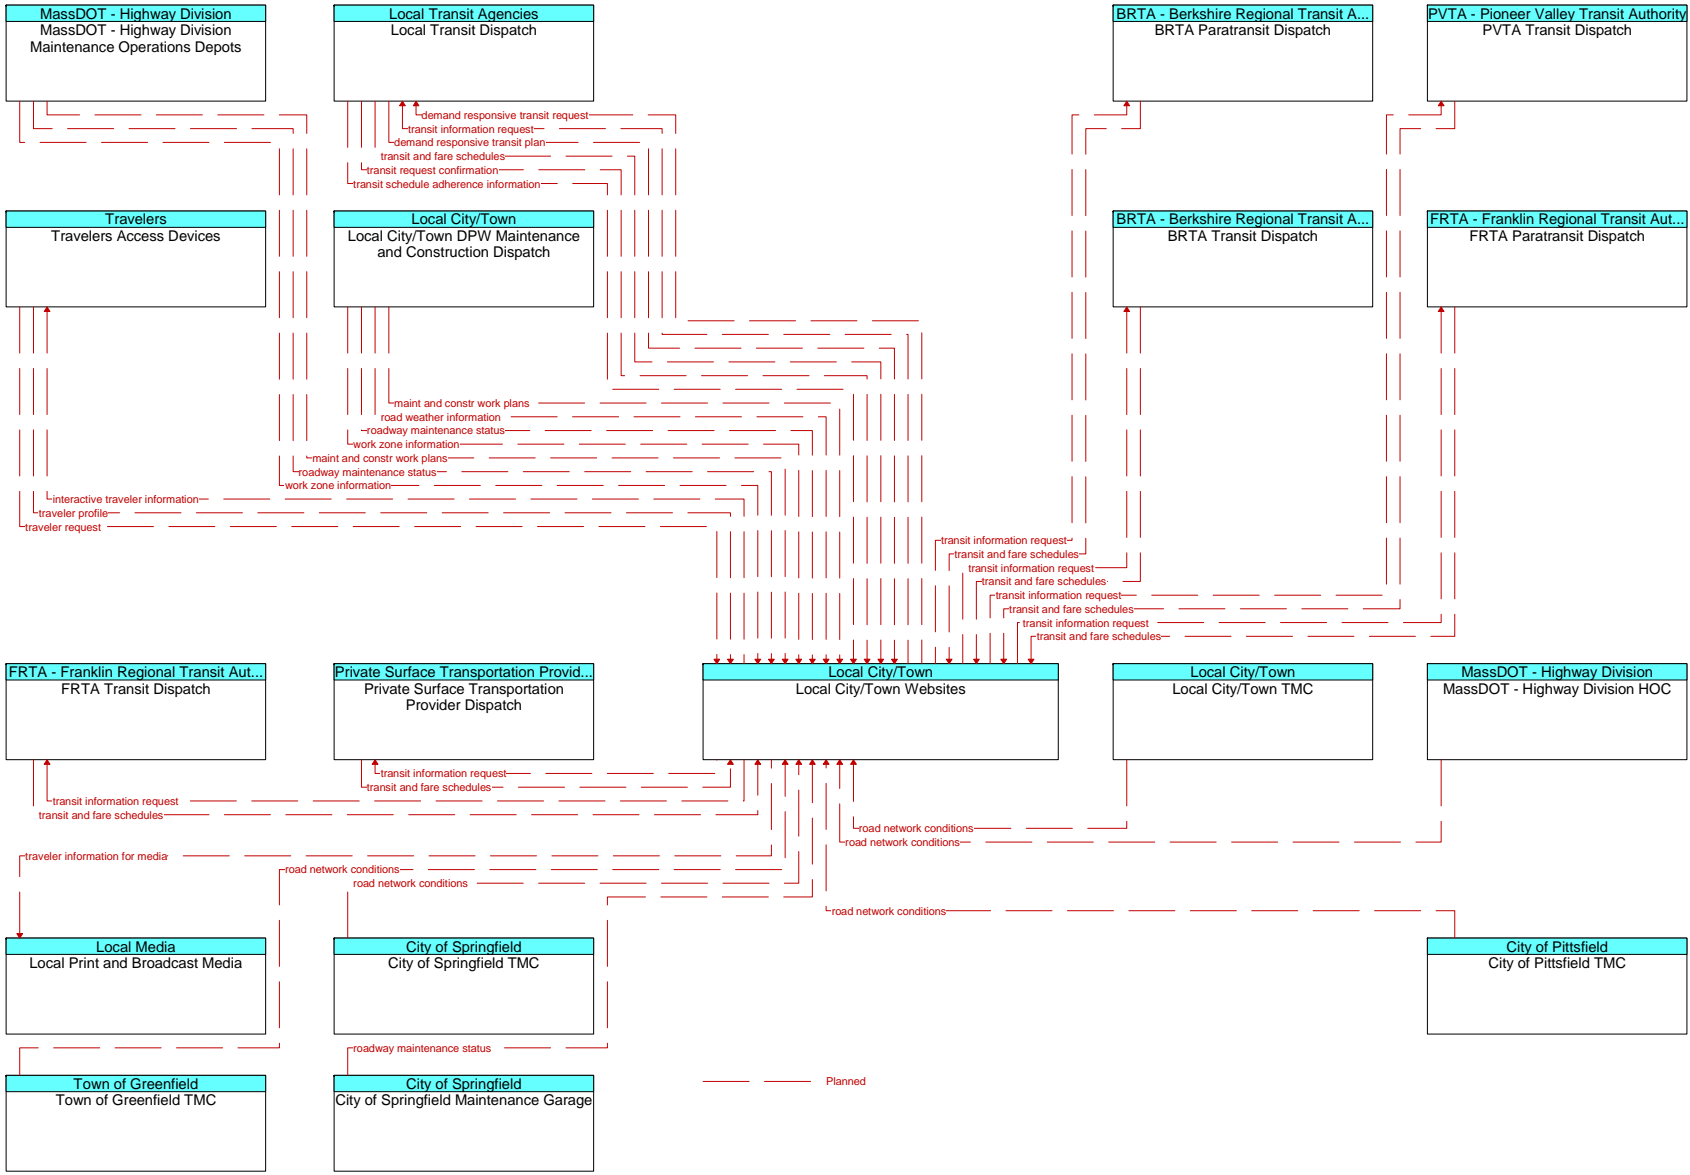 MassDOT - Highway Division
MassDOT - Highway Division
Maintenance Operations Depots
Local Transit Agencies
Local Transit Dispatch
BRTA - Berkshire Regional Transit A...
BRTA Paratransit Dispatch
PVTA - Pioneer Valley Transit Authority
PVTA Transit Dispatch
demand responsive transit request
transit information request
demand responsive transit plan
transit and fare schedules
transit request confirmation
transit schedule adherence information
Travelers
Travelers Access Devices
Local City/Town
Local City/Town DPW Maintenance
and Construction Dispatch
BRTA - Berkshire Regional Transit A...
BRTA Transit Dispatch
FRTA - Franklin Regional Transit Aut...
FRTA Paratransit Dispatch
maint and constr work plans
road weather information
roadway maintenance status
work zone information
maint and constr work plans
roadway maintenance status
work zone information
interactive traveler information
traveler profile
traveler request
transit information request
transit and fare schedules
transit information request
transit and fare schedules
transit information request
transit and fare schedules
transit information request
transit and fare schedules
FRTA - Franklin Regional Transit Aut...
FRTA Transit Dispatch
Private Surface Transportation Provid...
Private Surface Transportation
Provider Dispatch
Local City/Town
Local City/Town Websites
Local City/Town
Local City/Town TMC
MassDOT - Highway Division
MassDOT - Highway Division HOC
transit information request
transit and fare schedules
transit information request
transit and fare schedules
road network conditions
road network conditions
traveler information for media
road network conditions
road network conditions
road network conditions
Local Media
Local Print and Broadcast Media
City of Springfield
City of Springfield TMC
City of Pittsfield
City of Pittsfield TMC
roadway maintenance status
Town of Greenfield
Town of Greenfield TMC
City of Springfield
City of Springfield Maintenance Garage
Planned